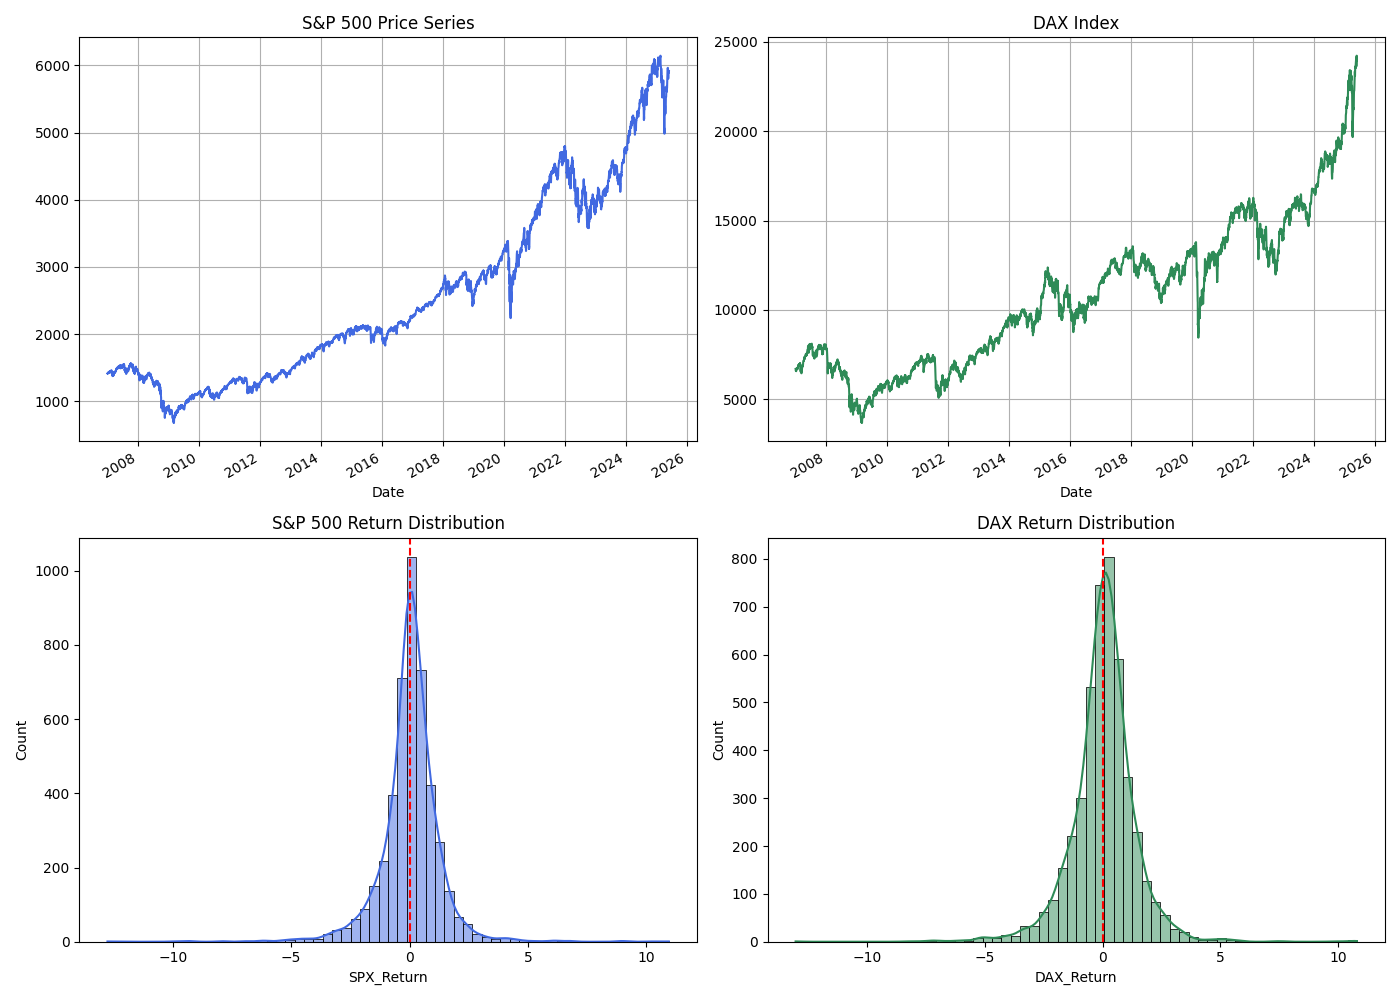 S&P 500 Price Series
6000
5000
4000
3000
2000
1000
2008 2010 2012 2014 2016 2018 2020 2022 2024 2026
Date
DAX Index
25000
20000
15000
10000
5000
2008 2010 2012 2014 2016 2018 2020 2022 2024 2026
Date
S&P 500 Return Distribution
Count
1000
800
600
400
200
0
−10 −5 0 5 10
SPX_Return
DAX Return Distribution
Count
800
700
600
500
400
300
200
100
0
−10 −5 0 5 10
DAX_Return